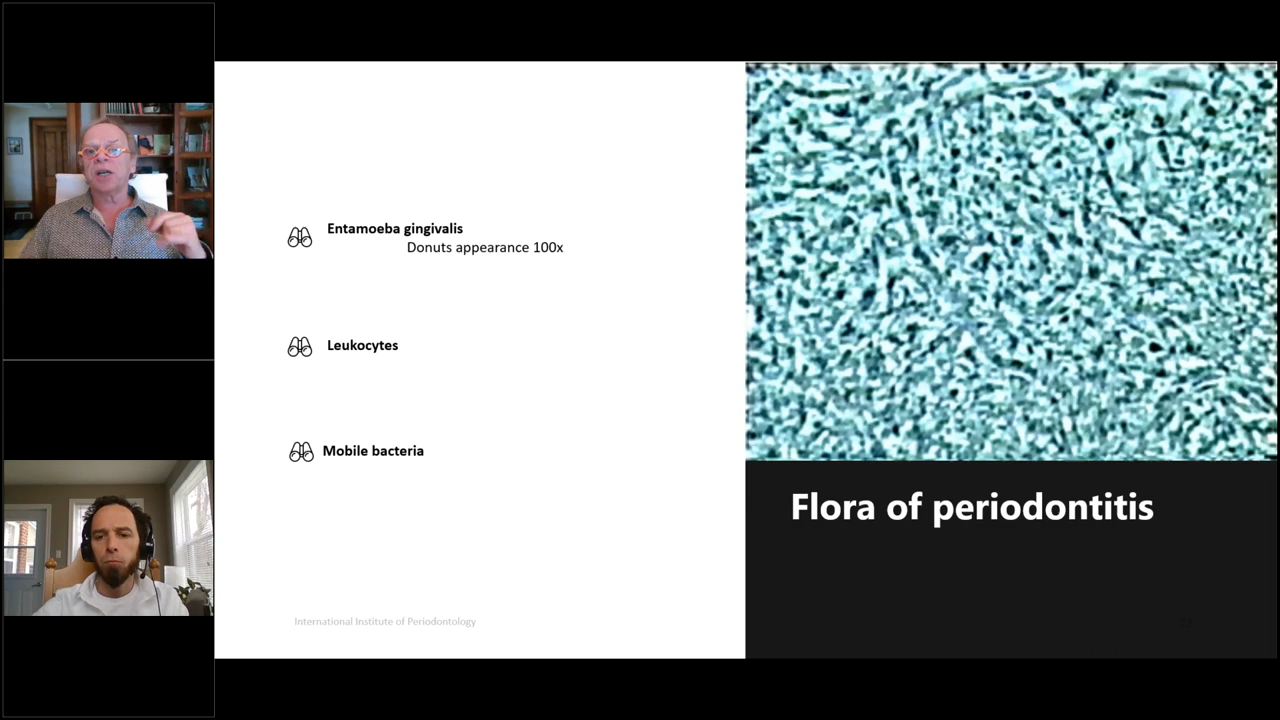 Entamoeba gingivalis
Donuts appearance 100x
Leukocytes
Mobile bacteria
Flora of periodontitis
International Institute of Periodontology